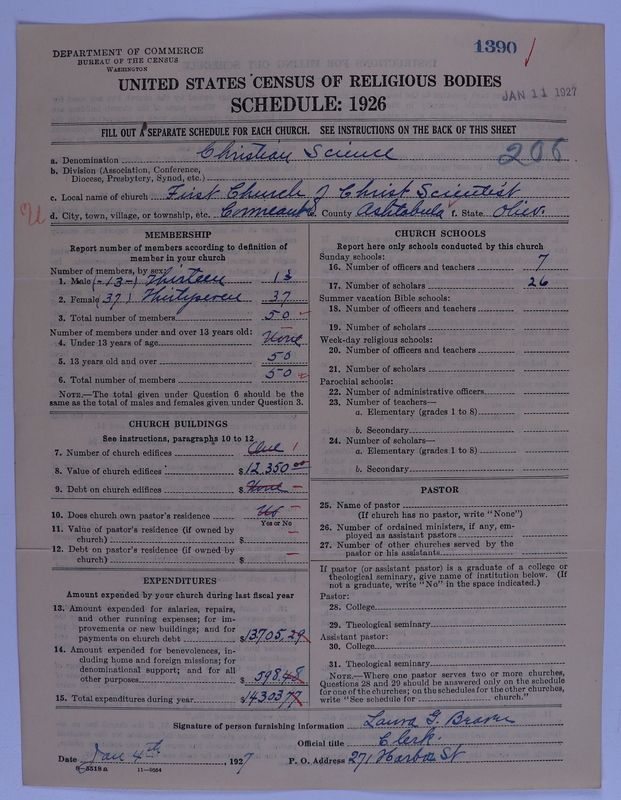 DEPARTMENT OF COMMERCE
BUREAU OF THE CENSUS
WASHINGTON
1390
JAN 11 1927
UNITED STATES CENSUS OF RELIGIOUS BODIES
SCHEDULE: 1926
FILL OUT A SEPARATE SCHEDULE FOR EACH CHURCH. SEE INSTRUCTIONS ON THE BACK OF THIS SHEET
206
a. Denomination Christian Science
b. Division (Association, Conference,
Diocese, Presbytery, Synod, etc.)
c. Local name of church First Church of Christ Scientist
d. City, town, village, or township, etc. Conneaut e. County Ashtabula f. State Ohio.
MEMBERSHIP
Report number of members according to definition of
member in your church
Number of members, by sex:
1. Male (-13-) Thirteen 13
2. Female (37) Thirtyseven 37
3. Total number of members 50
Number of members under and over 13 years old:
4. Under 13 years of age None
5. 13 years old and over 50
6. Total number of members 50
NOTE.—The total given under Question 6 should be the
same as the total of males and females given under Question 3.
CHURCH BUILDINGS
See instructions, paragraphs 10 to 12
7. Number of church edifices One 1
8. Value of church edifices $12,350.00
9. Debt on church edifices $ None –
10. Does church own pastor's residence No –
Yes or No
11. Value of pastor's residence (if owned by
church) $ –
12. Debt on pastor's residence (if owned by
church) $ –
EXPENDITURES
Amount expended by your church during last fiscal year
13. Amount expended for salaries, repairs,
and other running expenses; for im-
provements or new buildings; and for
payments on church debt $13705,29
14. Amount expended for benevolences, in-
cluding home and foreign missions; for
denominational support; and for all
other purposes $598.48
15. Total expenditures during year $14303.77
CHURCH SCHOOLS
Report here only schools conducted by this church
Sunday schools:
16. Number of officers and teachers 7
17. Number of scholars 26
Summer vacation Bible schools:
18. Number of officers and teachers
19. Number of scholars
Week-day religious schools:
20. Number of officers and teachers
21. Number of scholars
Parochial schools:
22. Number of administrative officers
23. Number of teachers—
a. Elementary (grades 1 to 8)
b. Secondary
24. Number of scholars—
a. Elementary (grades 1 to 8)
b. Secondary
PASTOR
25. Name of pastor
(If church has no pastor, write "None")
26. Number of ordained ministers, if any, em-
ployed as assistant pastors
27. Number of other churches served by the
pastor or his assistants
If pastor (or assistant pastor) is a graduate of a college or
theological seminary, give name of institution below. (If
not a graduate, write "No" in the space indicated.)
Pastor:
28. College
29. Theological seminary
Assistant pastor:
30. College
31. Theological seminary
NOTE.—Where one pastor serves two or more churches,
Questions 28 and 29 should be answered only on the schedule
for one of the churches; on the schedules for the other churches,
write "See schedule for church."
Signature of person furnishing information Laura G.
Official title Clerk.
Date Jan 4th, 1927 P. O. Address 271 Harbor St
8—5518 a 11—9564